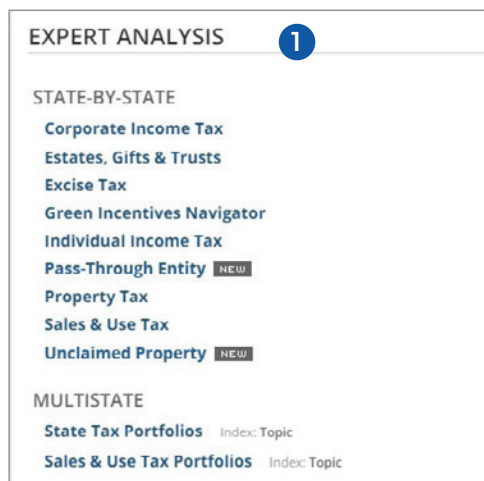 EXPERT ANALYSIS 1
STATE-BY-STATE
Corporate Income Tax
Estates, Gifts & Trusts
Excise Tax
Green Incentives Navigator
Individual Income Tax
Pass-Through Entity NEW
Property Tax
Sales & Use Tax
Unclaimed Property NEW
MULTISTATE
State Tax Portfolios Index: Topic
Sales & Use Tax Portfolios Index: Topic